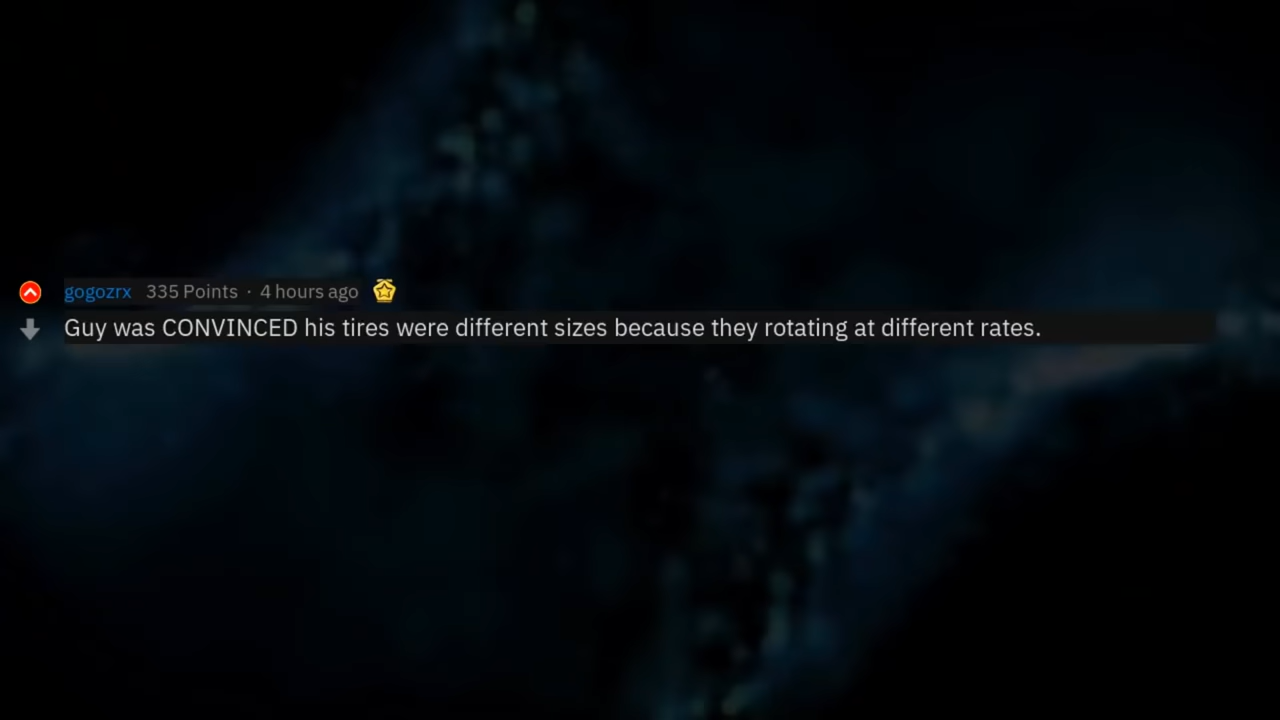 gogozrx 335 Points · 4 hours ago
Guy was CONVINCED his tires were different sizes because they rotating at different rates.